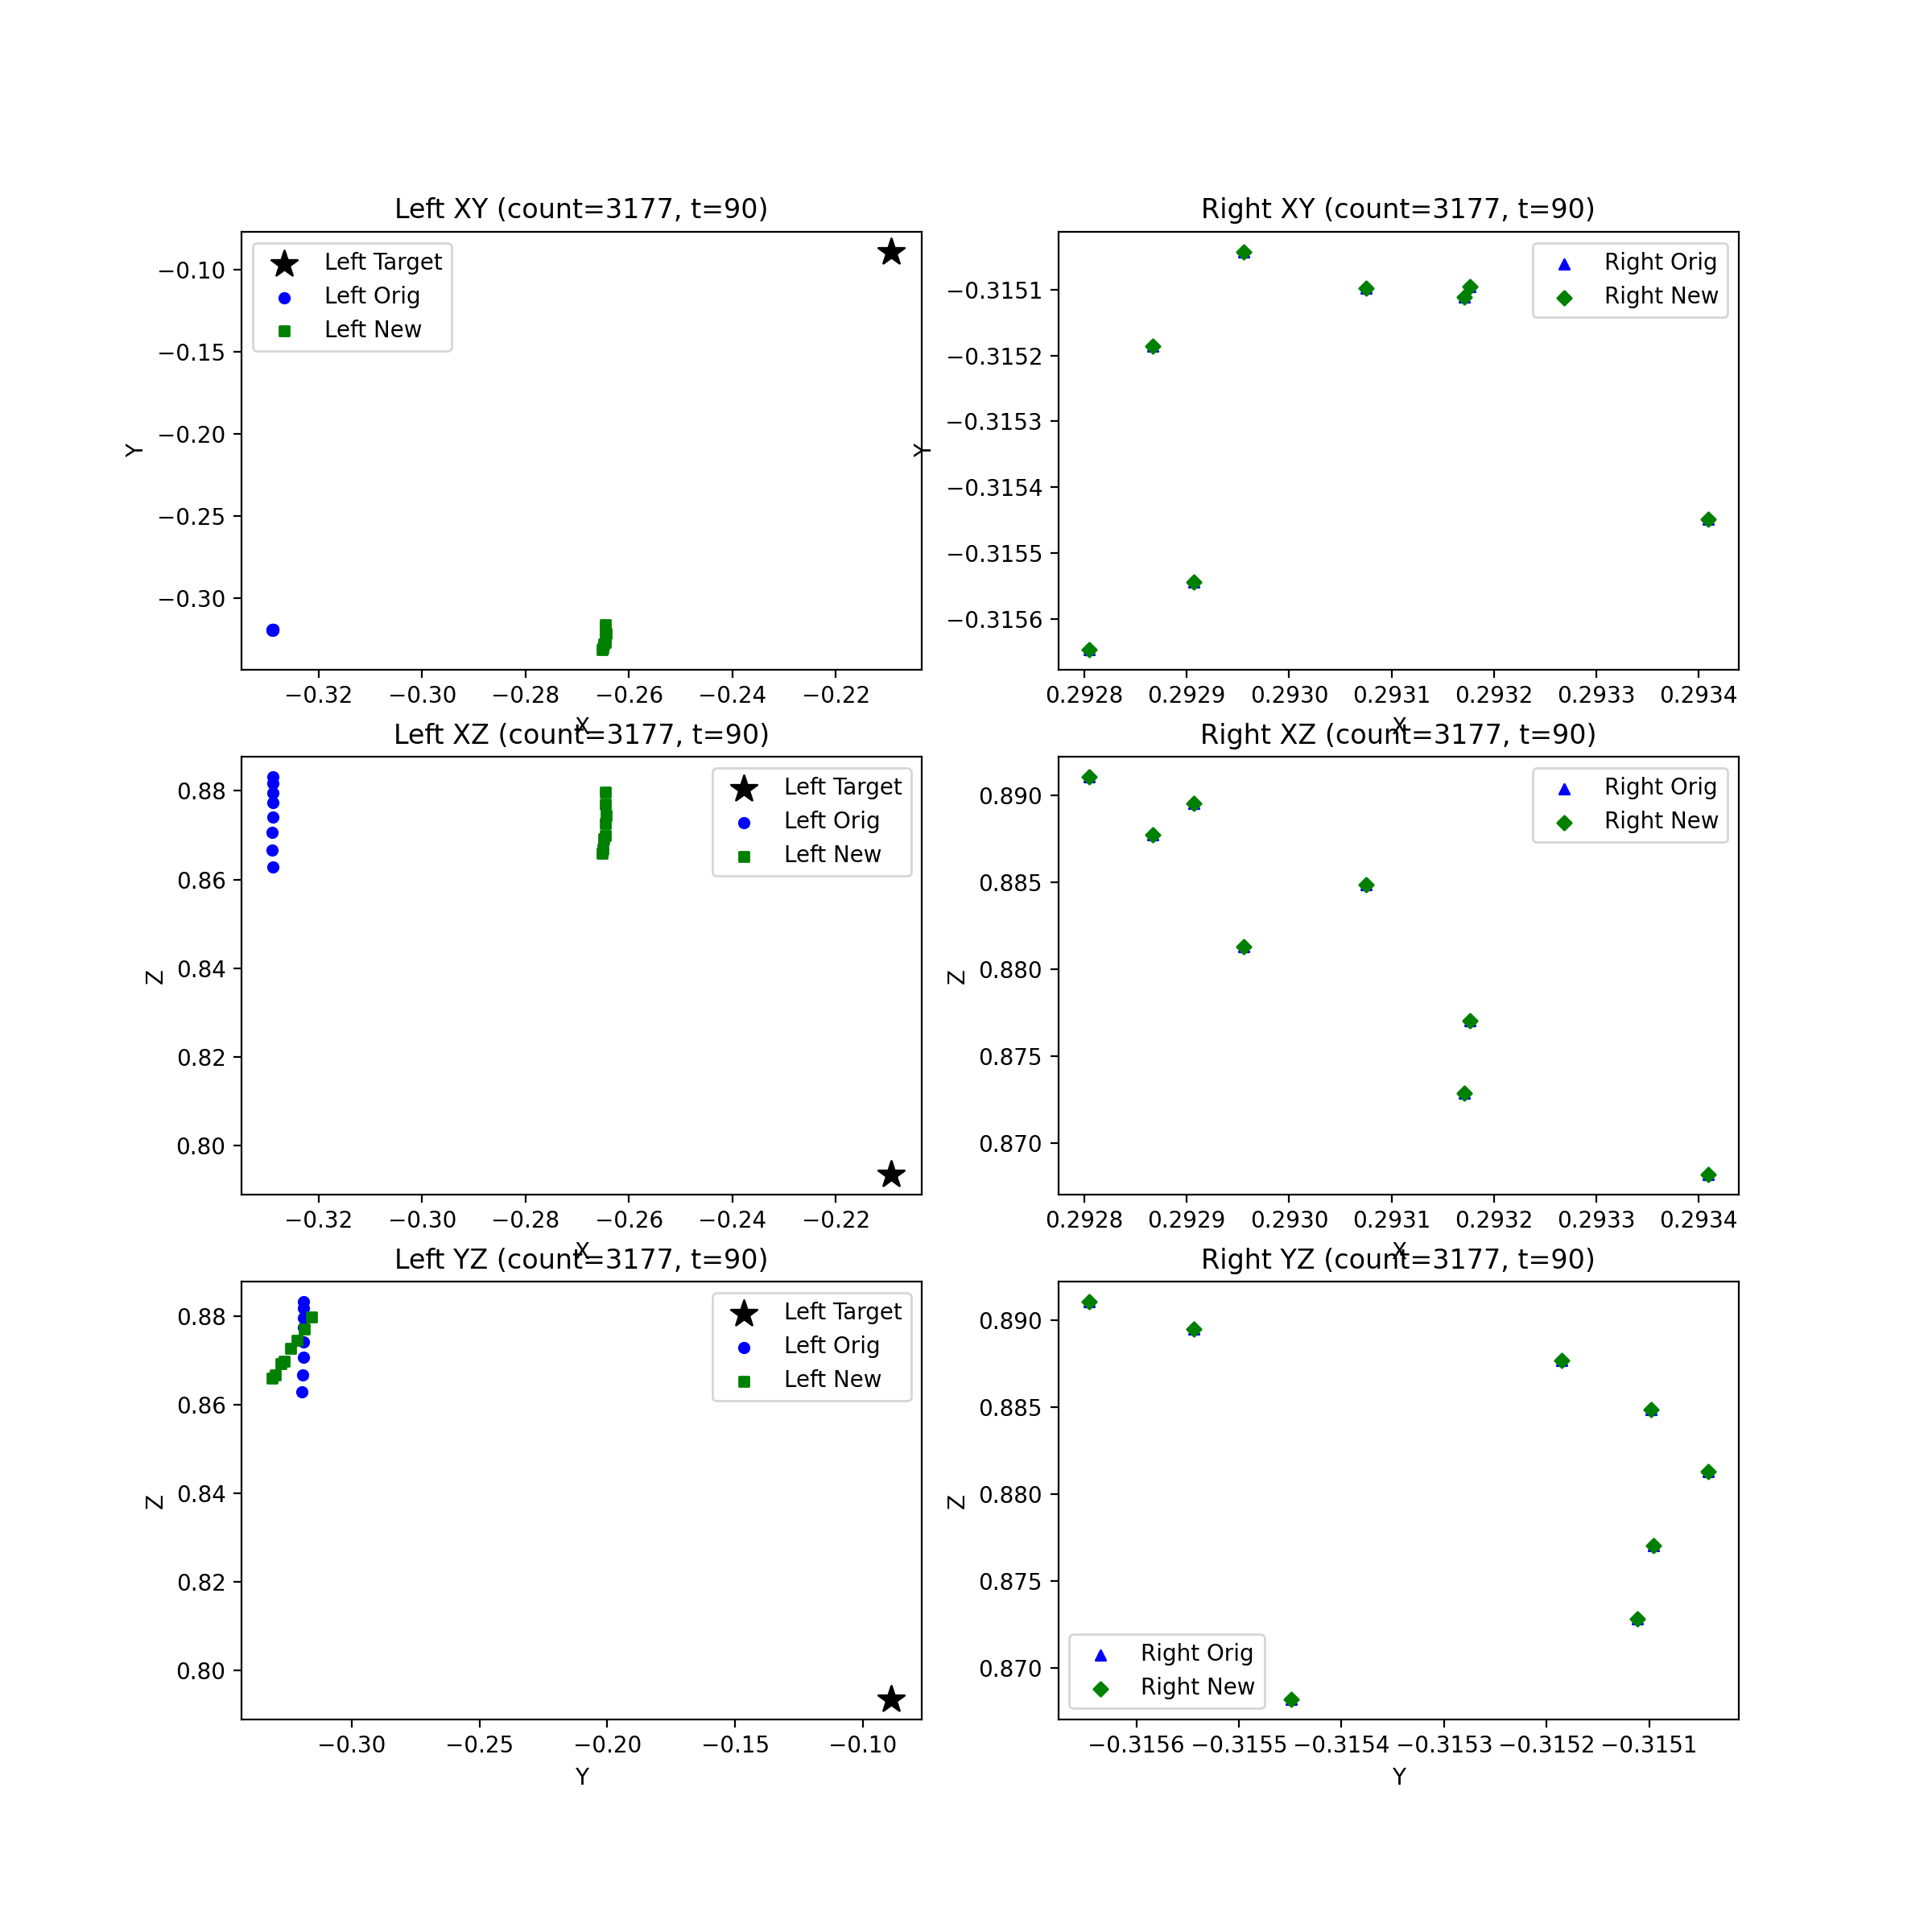 Left XY (count=3177, t=90)
Left Target
Left Orig
Left New
−0.10
−0.15
−0.20
−0.25
−0.30
Y
−0.32 −0.30 −0.28 −0.26 −0.24 −0.22
X
Right XY (count=3177, t=90)
Right Orig
Right New
−0.3151
−0.3152
−0.3153
−0.3154
−0.3155
−0.3156
Y
0.2928 0.2929 0.2930 0.2931 0.2932 0.2933 0.2934
X
Left XZ (count=3177, t=90)
Left Target
Left Orig
Left New
0.88
0.86
0.84
0.82
0.80
Z
−0.32 −0.30 −0.28 −0.26 −0.24 −0.22
X
Right XZ (count=3177, t=90)
Right Orig
Right New
0.890
0.885
0.880
0.875
0.870
Z
0.2928 0.2929 0.2930 0.2931 0.2932 0.2933 0.2934
X
Left YZ (count=3177, t=90)
Left Target
Left Orig
Left New
0.88
0.86
0.84
0.82
0.80
Z
−0.30 −0.25 −0.20 −0.15 −0.10
Y
Right YZ (count=3177, t=90)
0.890
0.885
0.880
0.875
0.870
Z
Right Orig
Right New
−0.3156 −0.3155 −0.3154 −0.3153 −0.3152 −0.3151
Y